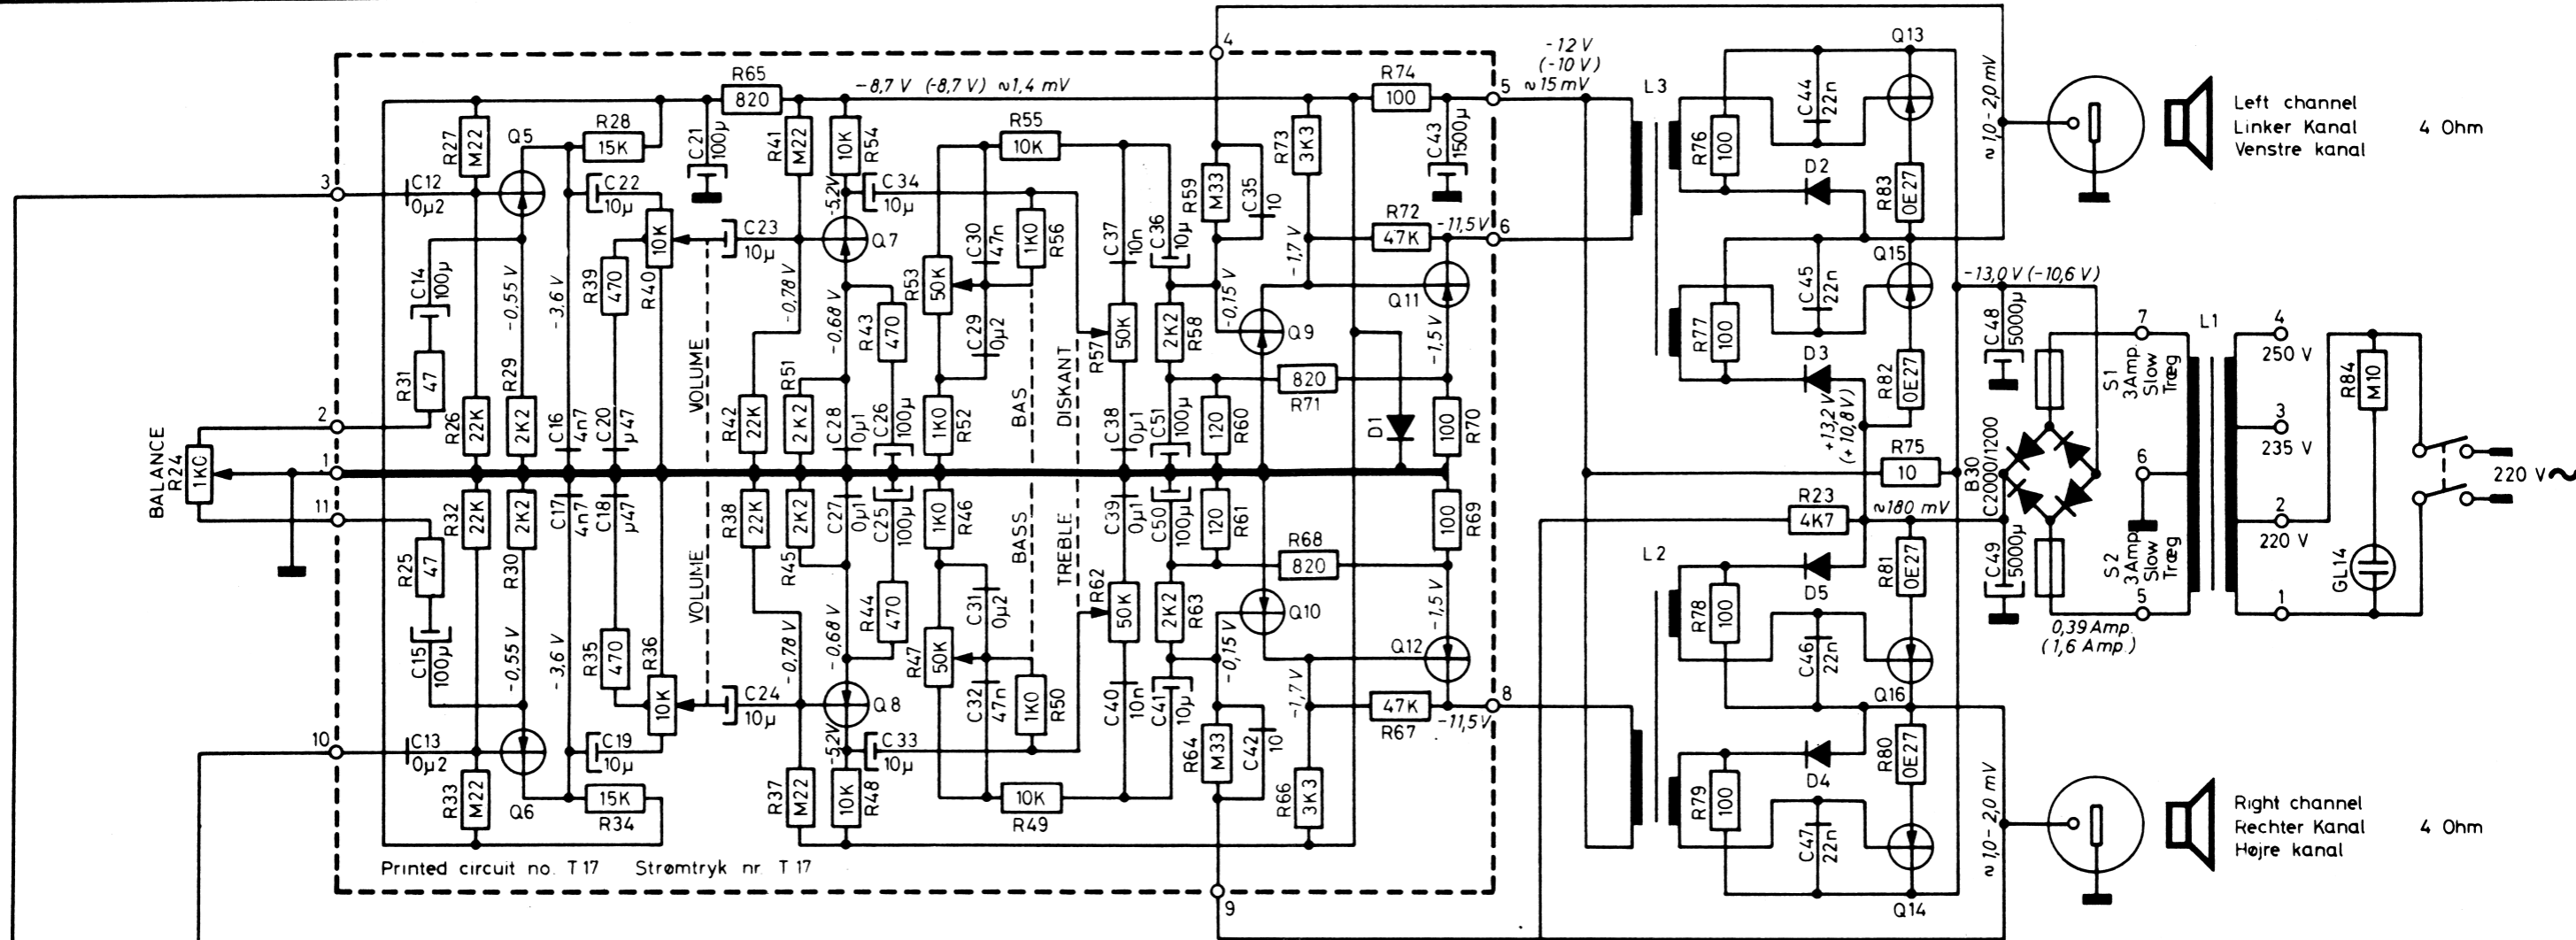 4
-12 V
(-10 V)
≈15 mV
Q13
R65
820
-8,7 V (-8,7 V) ≈1,4 mV
R74
100
5
L3
R27
M22
Q5
R28
15K
C21
100µ
R41
M22
10K
R54
R55
10K
R73
3K3
C43
1500µ
R76
100
C44
22n
≈1,0-2,0 mV
Left channel
Linker Kanal
Venstre kanal
4 Ohm
3
C12
0µ2
C22
10µ
-5,2V
C34
10µ
R59
M33
C35
10
D2
R83
0E27
R40
10K
C23
10µ
Q7
C30
47n
1K0
R56
C37
10n
C36
10µ
-1,7 V
R72
47K
-11,5V
6
Q15
C14
100µ
-0,55 V
-3,6 V
R39
470
-0,78 V
-0,68 V
R43
470
R53
50K
C29
0µ2
R57
50K
2K2
R58
-0,15 V
Q9
Q11
-1,5 V
R77
100
C45
22n
-13,0V (-10,6 V)
C48
5000µ
7
L1
4
250 V
R31
47
VOLUME
BAS
DISKANT
820
R71
D1
D3
R82
0E27
S1
3Amp.
Slow
Træg
R84
M10
BALANCE
R24
1K0
2
R26
22K
R29
2K2
C16
4n7
C20
µ47
R42
22K
R51
2K2
C28
0µ1
C26
100µ
1K0
R52
C38
0µ1
C51
100µ
120
R60
100
R70
+13,2 V
(+10,8 V)
3
235 V
1
R75
10
B30
C2000/1200
6
220 V ~
11
R25
47
R32
22K
R30
2K2
C17
4n7
C18
µ47
R38
22K
R45
2K2
C27
0µ1
C25
100µ
1K0
R46
BASS
TREBLE
C39
0µ1
C50
100µ
120
R61
R68
820
100
R69
R23
4K7
≈180 mV
L2
D5
R81
0E27
C49
5000µ
S2
3Amp.
Slow
Træg
2
220 V
GL14
C15
100µ
-0,55 V
-3,6 V
R35
470
R36
10K
VOLUME
-0,78 V
-0,68 V
R44
470
R47
50K
C31
0µ2
R62
50K
2K2
R63
-0,15 V
Q10
Q12
-1,5 V
R78
100
C46
22n
5
1
0,39 Amp.
(1,6 Amp.)
C24
10µ
Q8
C32
47n
1K0
R50
C40
10n
C41
10µ
-1,7 V
47K
R67
-11,5V
8
Q16
10
C13
0µ2
C19
10µ
-5,2V
C33
10µ
R64
M33
C42
10
D4
R80
0E27
R33
M22
Q6
15K
R34
R37
M22
10K
R48
10K
R49
R66
3K3
R79
100
C47
22n
≈1,0-2,0 mV
Right channel
Rechter Kanal
Højre kanal
4 Ohm
Printed circuit no. T 17 Strømtryk nr. T 17
9
Q14